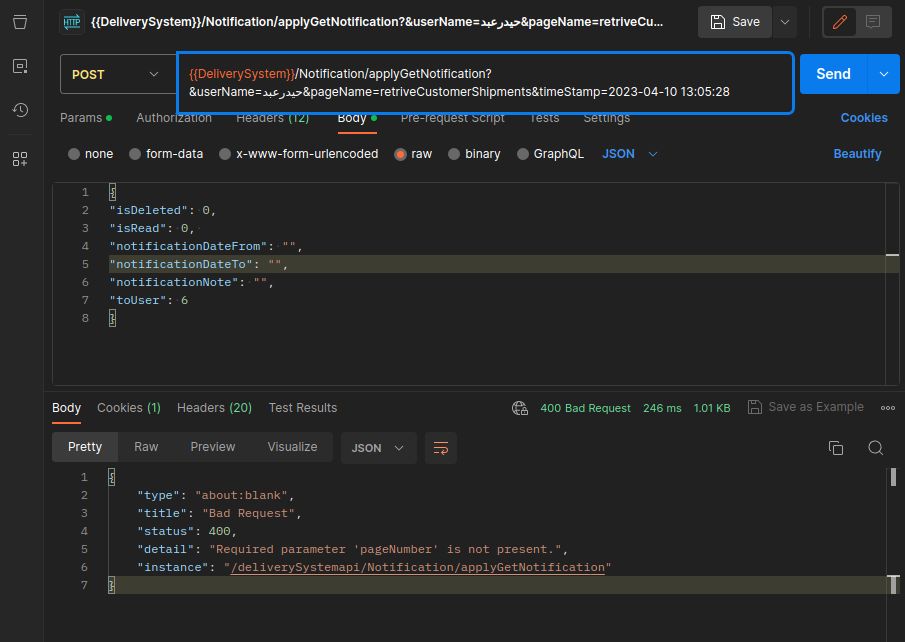 HTTP {{DeliverySystem}}/Notification/applyGetNotification?&userName=حيدرعبد&pageName=retriveCu... Save
POST {{DeliverySystem}}/Notification/applyGetNotification? Send
&userName=حيدرعبد&pageName=retriveCustomerShipments&timeStamp=2023-04-10 13:05:28
Params Authorization Headers (12) Body Pre-request Script Tests Settings Cookies
none form-data x-www-form-urlencoded raw binary GraphQL JSON Beautify
1 {
2 "isDeleted": 0,
3 "isRead": 0,
4 "notificationDateFrom": "",
5 "notificationDateTo": "",
6 "notificationNote": "",
7 "toUser": 6
8 }
Body Cookies (1) Headers (20) Test Results 400 Bad Request 246 ms 1.01 KB Save as Example
Pretty Raw Preview Visualize JSON
1 {
2 "type": "about:blank",
3 "title": "Bad Request",
4 "status": 400,
5 "detail": "Required parameter 'pageNumber' is not present.",
6 "instance": "/deliverySystemapi/Notification/applyGetNotification"
7 }